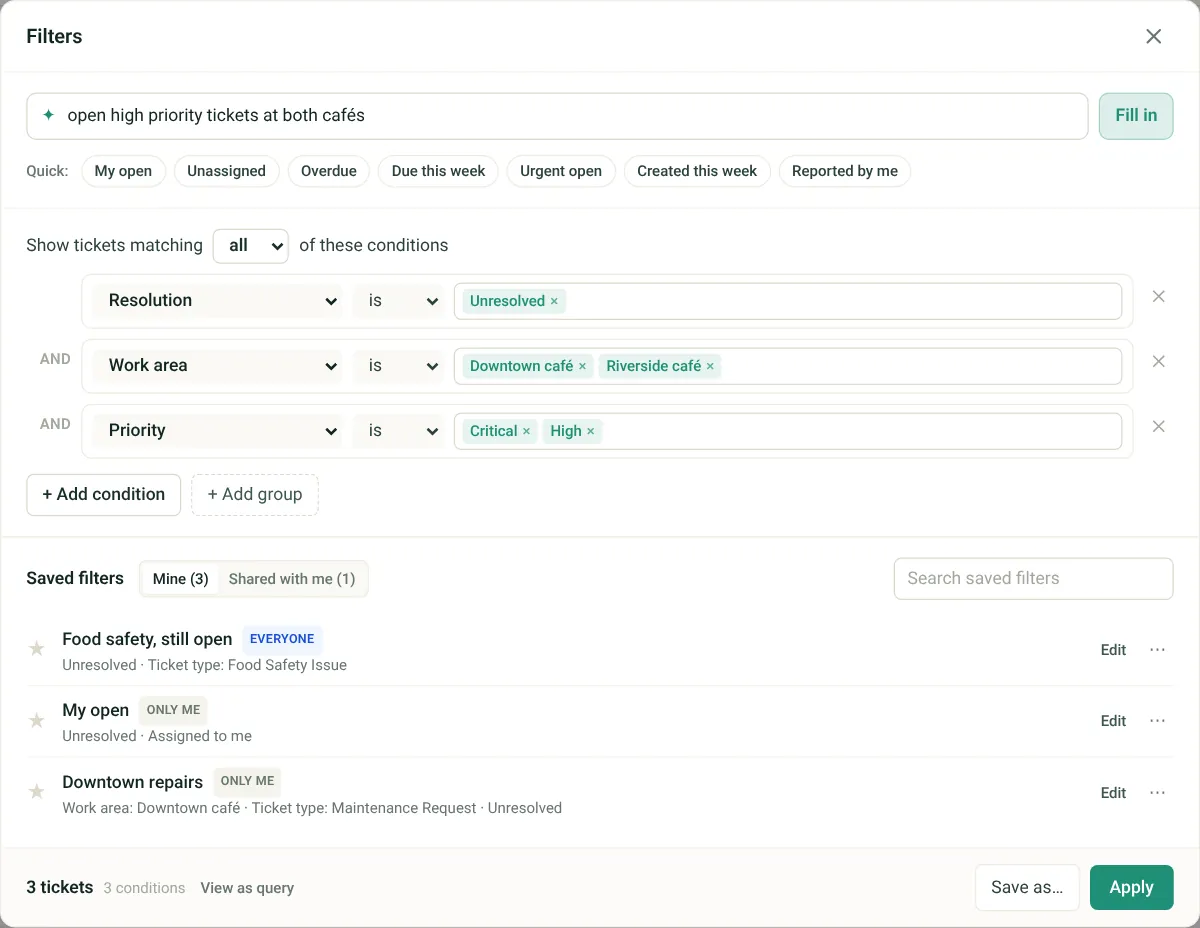 Filters
open high priority tickets at both cafés
Fill in
Quick: My open Unassigned Overdue Due this week Urgent open Created this week Reported by me
Show tickets matching all of these conditions
Resolution is Unresolved ×
AND Work area is Downtown café × Riverside café ×
AND Priority is Critical × High ×
+ Add condition + Add group
Saved filters Mine (3) Shared with me (1) Search saved filters
Food safety, still open EVERYONE
Unresolved · Ticket type: Food Safety Issue
Edit ···
My open ONLY ME
Unresolved · Assigned to me
Edit ···
Downtown repairs ONLY ME
Work area: Downtown café · Ticket type: Maintenance Request · Unresolved
Edit ···
3 tickets 3 conditions View as query Save as… Apply